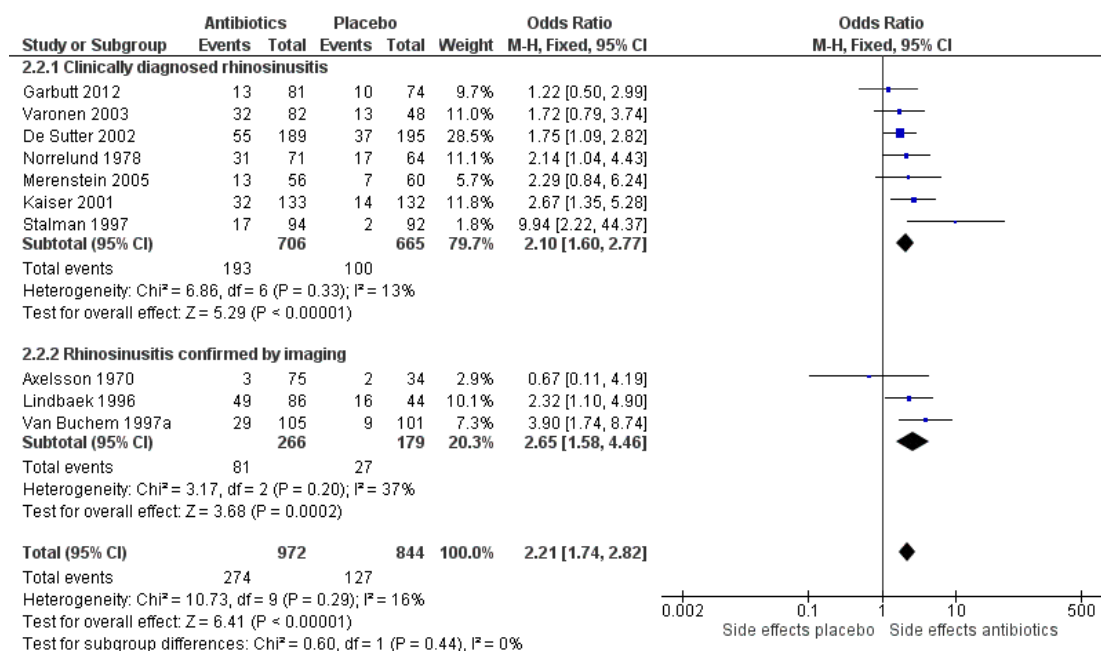 Antibiotics Placebo Odds Ratio Odds Ratio
Study or Subgroup Events Total Events Total Weight M-H, Fixed, 95% CI M-H, Fixed, 95% CI
2.2.1 Clinically diagnosed rhinosinusitis
Garbutt 2012 13 81 10 74 9.7% 1.22 [0.50, 2.99]
Varonen 2003 32 82 13 48 11.0% 1.72 [0.79, 3.74]
De Sutter 2002 55 189 37 195 28.5% 1.75 [1.09, 2.82]
Norrelund 1978 31 71 17 64 11.1% 2.14 [1.04, 4.43]
Merenstein 2005 13 56 7 60 5.7% 2.29 [0.84, 6.24]
Kaiser 2001 32 133 14 132 11.8% 2.67 [1.35, 5.28]
Stalman 1997 17 94 2 92 1.8% 9.94 [2.22, 44.37]
Subtotal (95% CI) 706 665 79.7% 2.10 [1.60, 2.77]
Total events 193 100
Heterogeneity: Chi² = 6.86, df = 6 (P = 0.33); I² = 13%
Test for overall effect: Z = 5.29 (P < 0.00001)
2.2.2 Rhinosinusitis confirmed by imaging
Axelsson 1970 3 75 2 34 2.9% 0.67 [0.11, 4.19]
Lindbaek 1996 49 86 16 44 10.1% 2.32 [1.10, 4.90]
Van Buchem 1997a 29 105 9 101 7.3% 3.90 [1.74, 8.74]
Subtotal (95% CI) 266 179 20.3% 2.65 [1.58, 4.46]
Total events 81 27
Heterogeneity: Chi² = 3.17, df = 2 (P = 0.20); I² = 37%
Test for overall effect: Z = 3.68 (P = 0.0002)
Total (95% CI) 972 844 100.0% 2.21 [1.74, 2.82]
Total events 274 127
Heterogeneity: Chi² = 10.73, df = 9 (P = 0.29); I² = 16%
Test for overall effect: Z = 6.41 (P < 0.00001)
Test for subgroup differences: Chi² = 0.60, df = 1 (P = 0.44), I² = 0%
0.002 0.1 1 10 500
Side effects placebo Side effects antibiotics